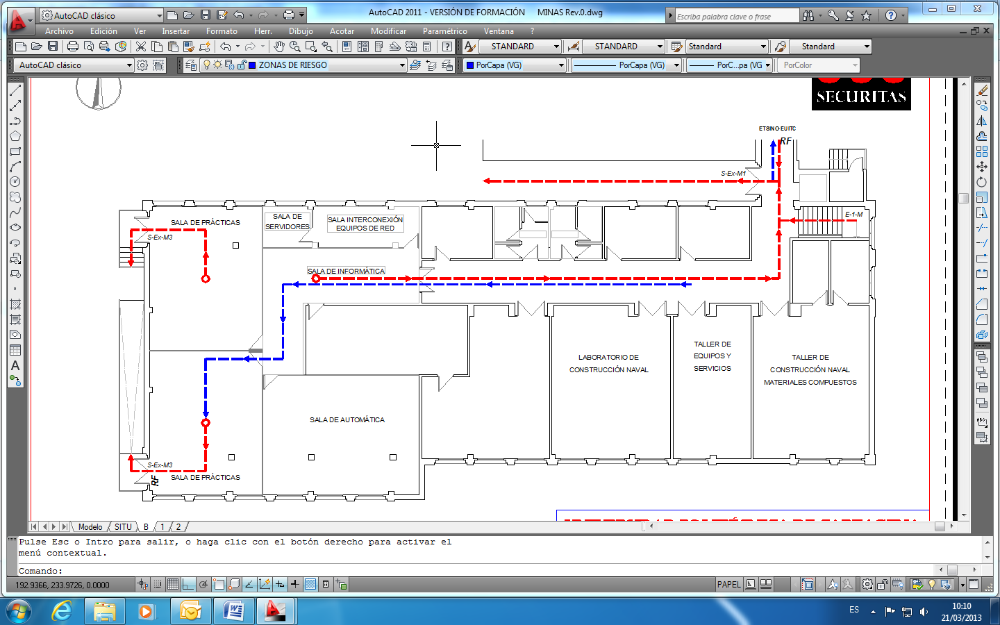 AutoCAD clásico
AutoCAD 2011 - VERSIÓN DE FORMACIÓN MINAS Rev.0.dwg
Escriba palabra clave o frase
Archivo Edición Ver Insertar Formato Herr. Dibujo Acotar Modificar Paramétrico Ventana ?
STANDARD STANDARD Standard Standard
AutoCAD clásico ZONAS DE RIESGO PorCapa (VG) PorCapa (VG) PorC...pa (VG PorColor
SECURITAS
ETSINO-EUITC
RF
S-Ex-M1
E-1-M
SALA DE PRÁCTICAS
SALA DE
SERVIDORES
SALA INTERCONEXIÓN
EQUIPOS DE RED
S-Ex-M3
SALA DE INFORMÁTICA
LABORATORIO DE
CONSTRUCCIÓN NAVAL
TALLER DE
EQUIPOS Y
SERVICIOS
TALLER DE
CONSTRUCCIÓN NAVAL
MATERIALES COMPUESTOS
SALA DE AUTOMÁTICA
S-Ex-M3
RF
SALA DE PRÁCTICAS
Modelo SITU B 1 2
Pulse Esc o Intro para salir, o haga clic con el botón derecho para activar el
menú contextual.
Comando:
192.9366, 233.9726, 0.0000
PAPEL
ES
10:10
21/03/2013